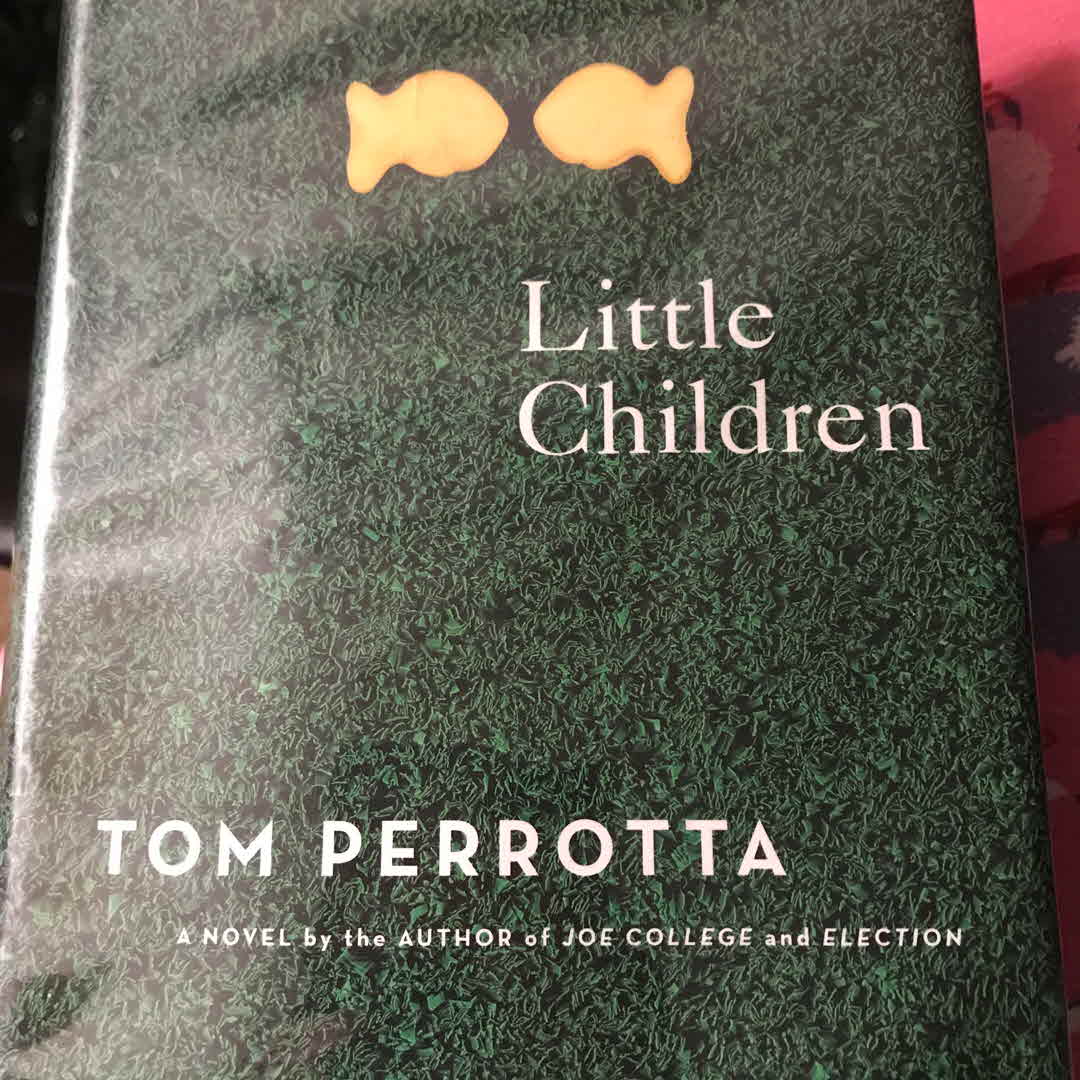 Little
Children
TOM PERROTTA
A NOVEL by the AUTHOR of JOE COLLEGE and ELECTION